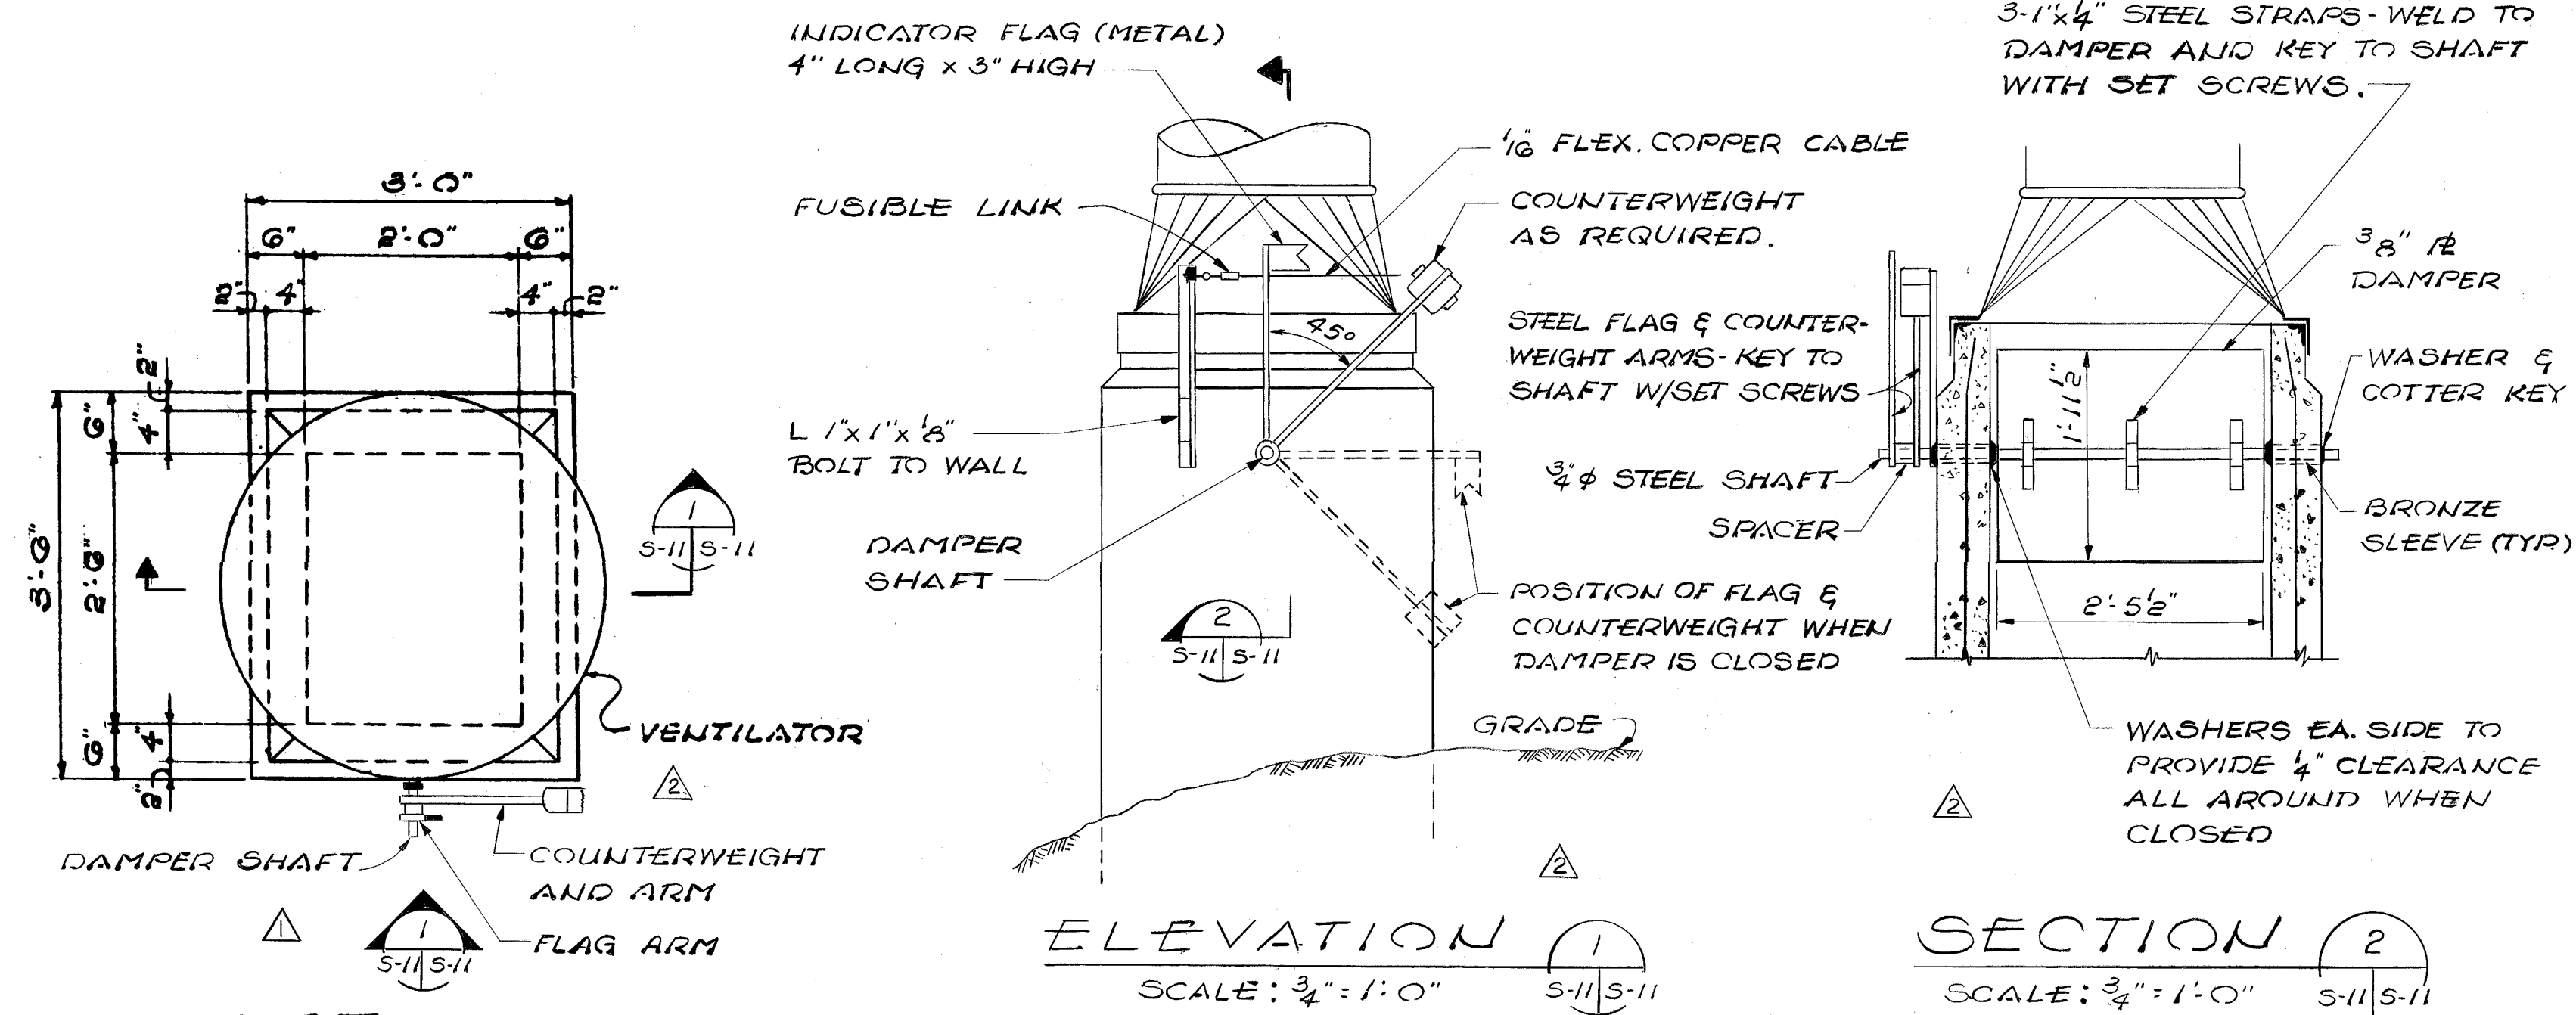 3'-0"
6" 2'-0" 6"
2" 4" 4" 2"
2"
6" 4"
3'-6"
2'-6"
6" 4"
2"
1
S-11 S-11
VENTILATOR
2
DAMPER SHAFT
COUNTERWEIGHT
AND ARM
FLAG ARM
1
1
S-11 S-11
INDICATOR FLAG (METAL)
4" LONG x 3" HIGH
FUSIBLE LINK
1/16 FLEX. COPPER CABLE
COUNTERWEIGHT
AS REQUIRED.
45°
STEEL FLAG & COUNTER-
WEIGHT ARMS - KEY TO
SHAFT W/SET SCREWS
L 1"x1"x1/8"
BOLT TO WALL
DAMPER
SHAFT
3/4"φ STEEL SHAFT
SPACER
POSITION OF FLAG &
COUNTERWEIGHT WHEN
DAMPER IS CLOSED
2
S-11 S-11
GRADE
2
ELEVATION 1
SCALE: 3/4" = 1'-0" S-11 S-11
3-1"x1/4" STEEL STRAPS - WELD TO
DAMPER AND KEY TO SHAFT
WITH SET SCREWS.
3/8" PL
DAMPER
WASHER &
COTTER KEY
1'-11 1/2"
BRONZE
SLEEVE (TYP.)
2'-5 1/2"
WASHERS EA. SIDE TO
PROVIDE 1/4" CLEARANCE
ALL AROUND WHEN
CLOSED
2
SECTION 2
SCALE: 3/4" = 1'-0" S-11 S-11